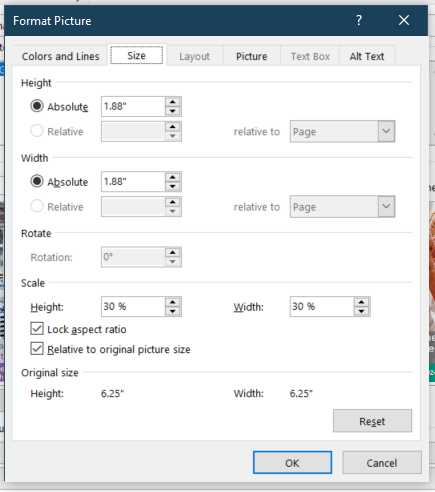 Format Picture
Colors and Lines Size Layout Picture Text Box Alt Text
Height
Absolute 1.88"
Relative relative to Page
Width
Absolute 1.88"
Relative relative to Page
Rotate
Rotation: 0°
Scale
Height: 30 % Width: 30 %
Lock aspect ratio
Relative to original picture size
Original size
Height: 6.25" Width: 6.25"
Reset
OK Cancel